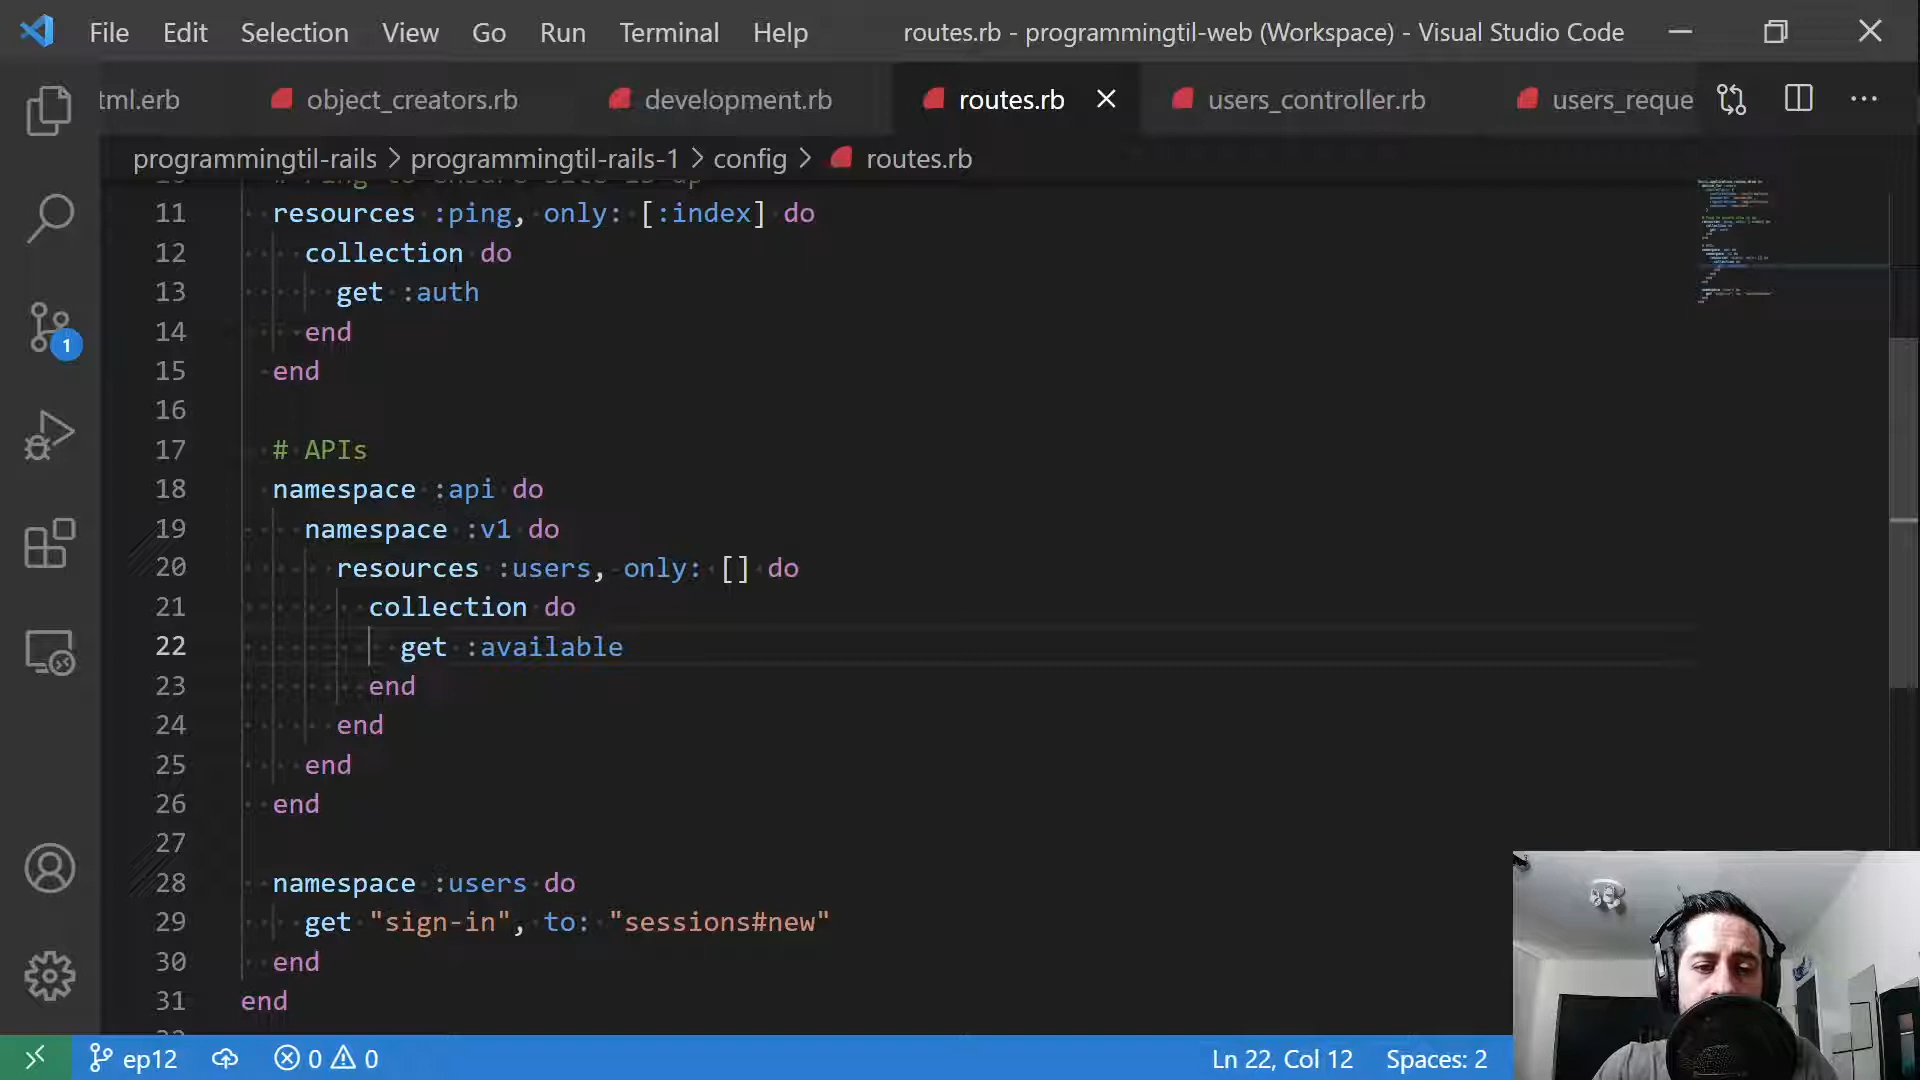 File Edit Selection View Go Run Terminal Help routes.rb - programmingtil-web (Workspace) - Visual Studio Code
tml.erb object_creators.rb development.rb routes.rb users_controller.rb users_reque
programmingtil-rails > programmingtil-rails-1 > config > routes.rb
11 resources :ping, only: [:index] do
12 collection do
13 get :auth
14 end
15 end
16
17 # APIs
18 namespace :api do
19 namespace :v1 do
20 resources :users, only: [] do
21 collection do
22 get :available
23 end
24 end
25 end
26 end
27
28 namespace :users do
29 get "sign-in", to: "sessions#new"
30 end
31 end
1
ep12 0 0 Ln 22, Col 12 Spaces: 2